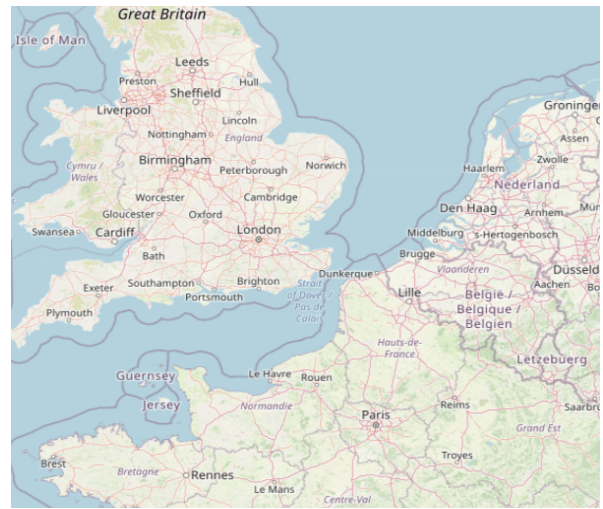 Great Britain
Isle of Man
Leeds
Preston
Hull
Sheffield
Liverpool
Lincoln
Nottingham
England
Groningen
Assen
Cymru /
Wales
Birmingham
Peterborough
Norwich
Haarlem
Zwolle
Nederland
Worcester
Cambridge
Gloucester
Oxford
Den Haag
Arnhem
Swansea
Cardiff
London
Middelburg
's-Hertogenbosch
Bath
Brugge
Dunkerque
Vlaanderen
Düsseldo
Exeter
Southampton
Brighton
Portsmouth
Strait
of Dover /
Pas de
Calais
Lille
België /
Belgique /
Belgien
Aachen
Plymouth
Hauts-de-
France
Lëtzebuerg
Guernsey
Jersey
Le Havre
Rouen
Normandie
Paris
Reims
Saarbrü
Grand Est
Brest
Bretagne
Rennes
Troyes
Le Mans
Centre-Val